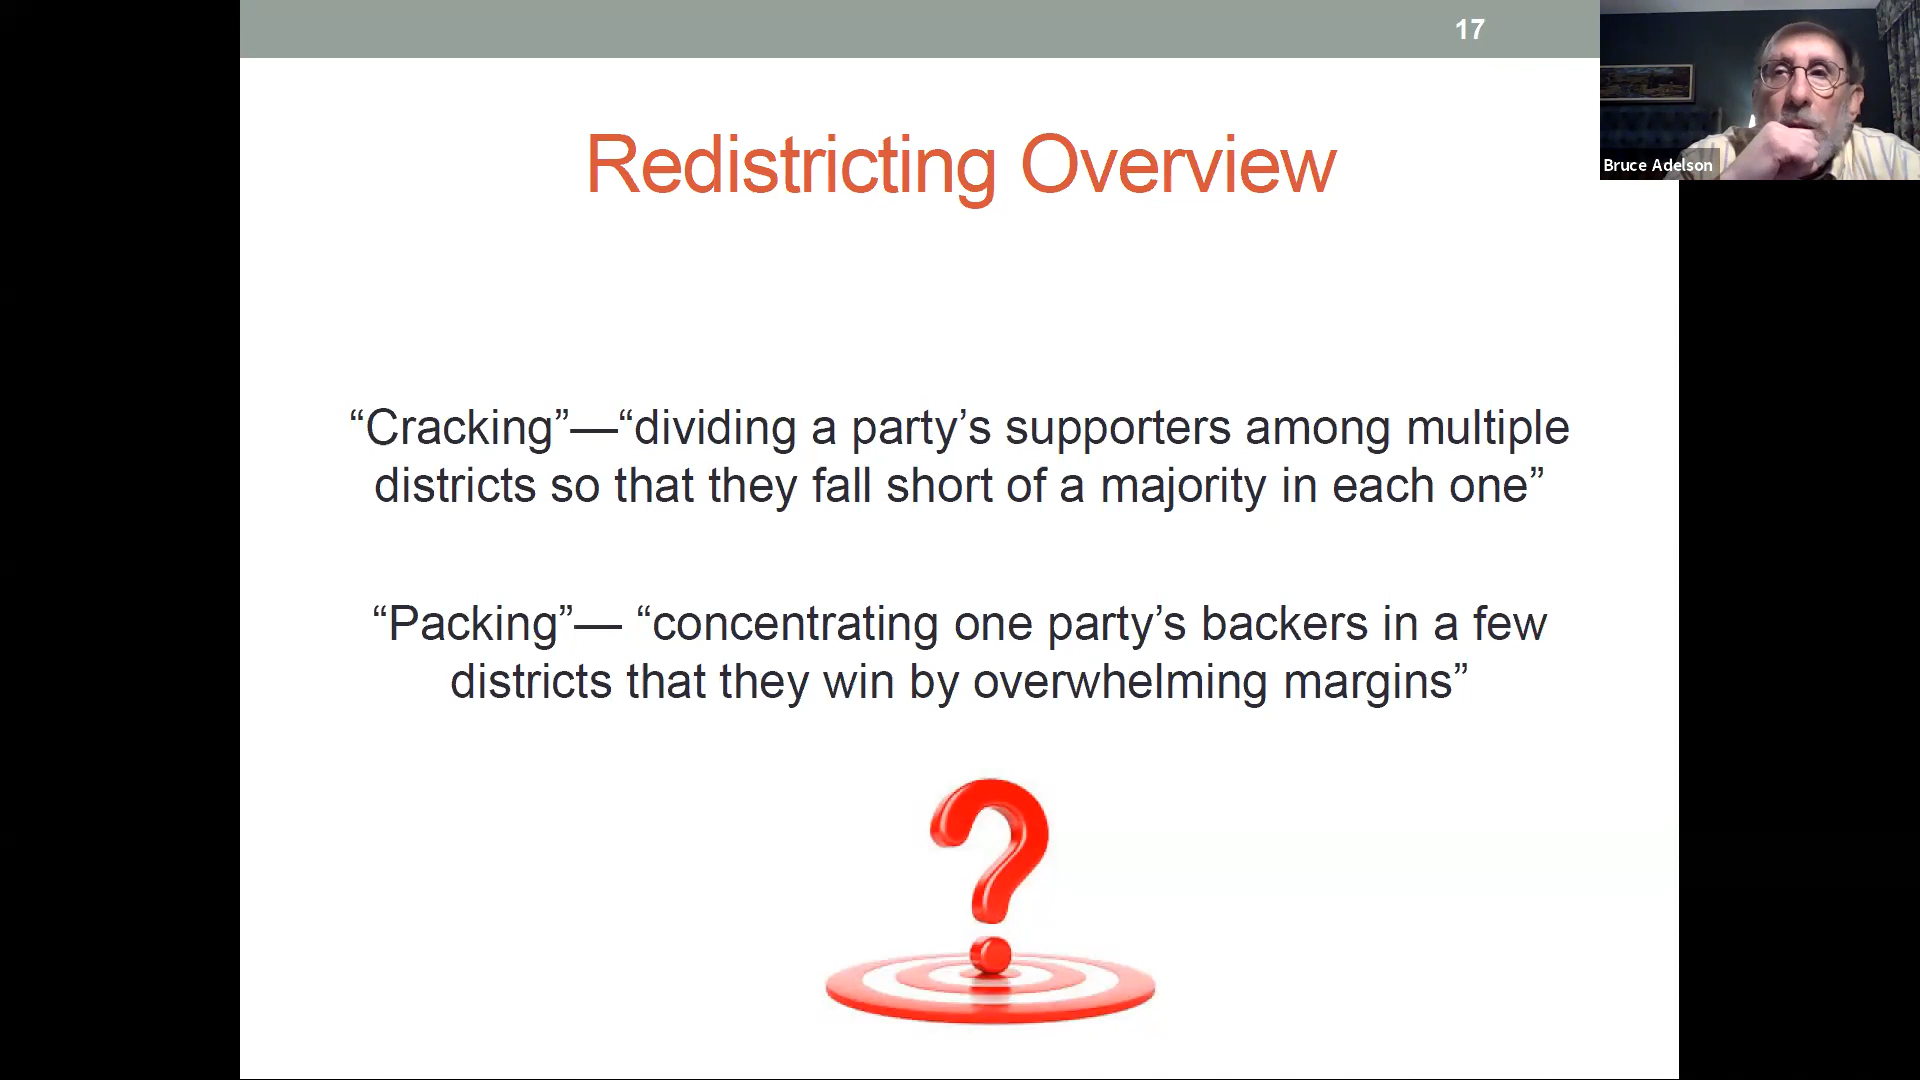 17
Bruce Adelson
Redistricting Overview
“Cracking”—“dividing a party’s supporters among multiple
districts so that they fall short of a majority in each one”
“Packing”— “concentrating one party’s backers in a few
districts that they win by overwhelming margins”